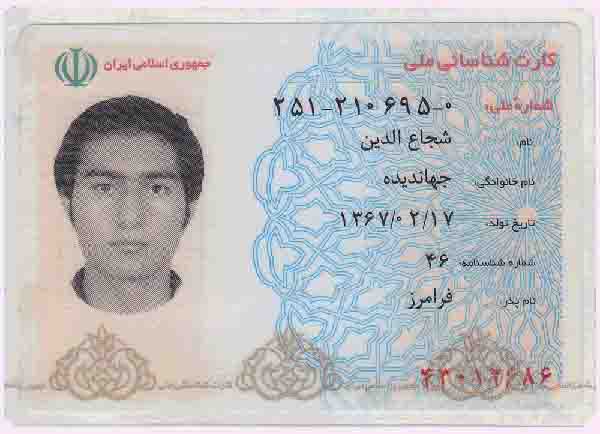 جمهوری اسلامی ایران
کارت شناسائی ملی
شماره ملی: ۲۵۱-۲۱۰۶۹۵-۰
نام: شجاع الدین
نام خانوادگی: جهاندیده
تاریخ تولد: ۱۳۶۷/۰۲/۱۷
شماره شناسنامه: ۴۶
نام پدر: فرامرز